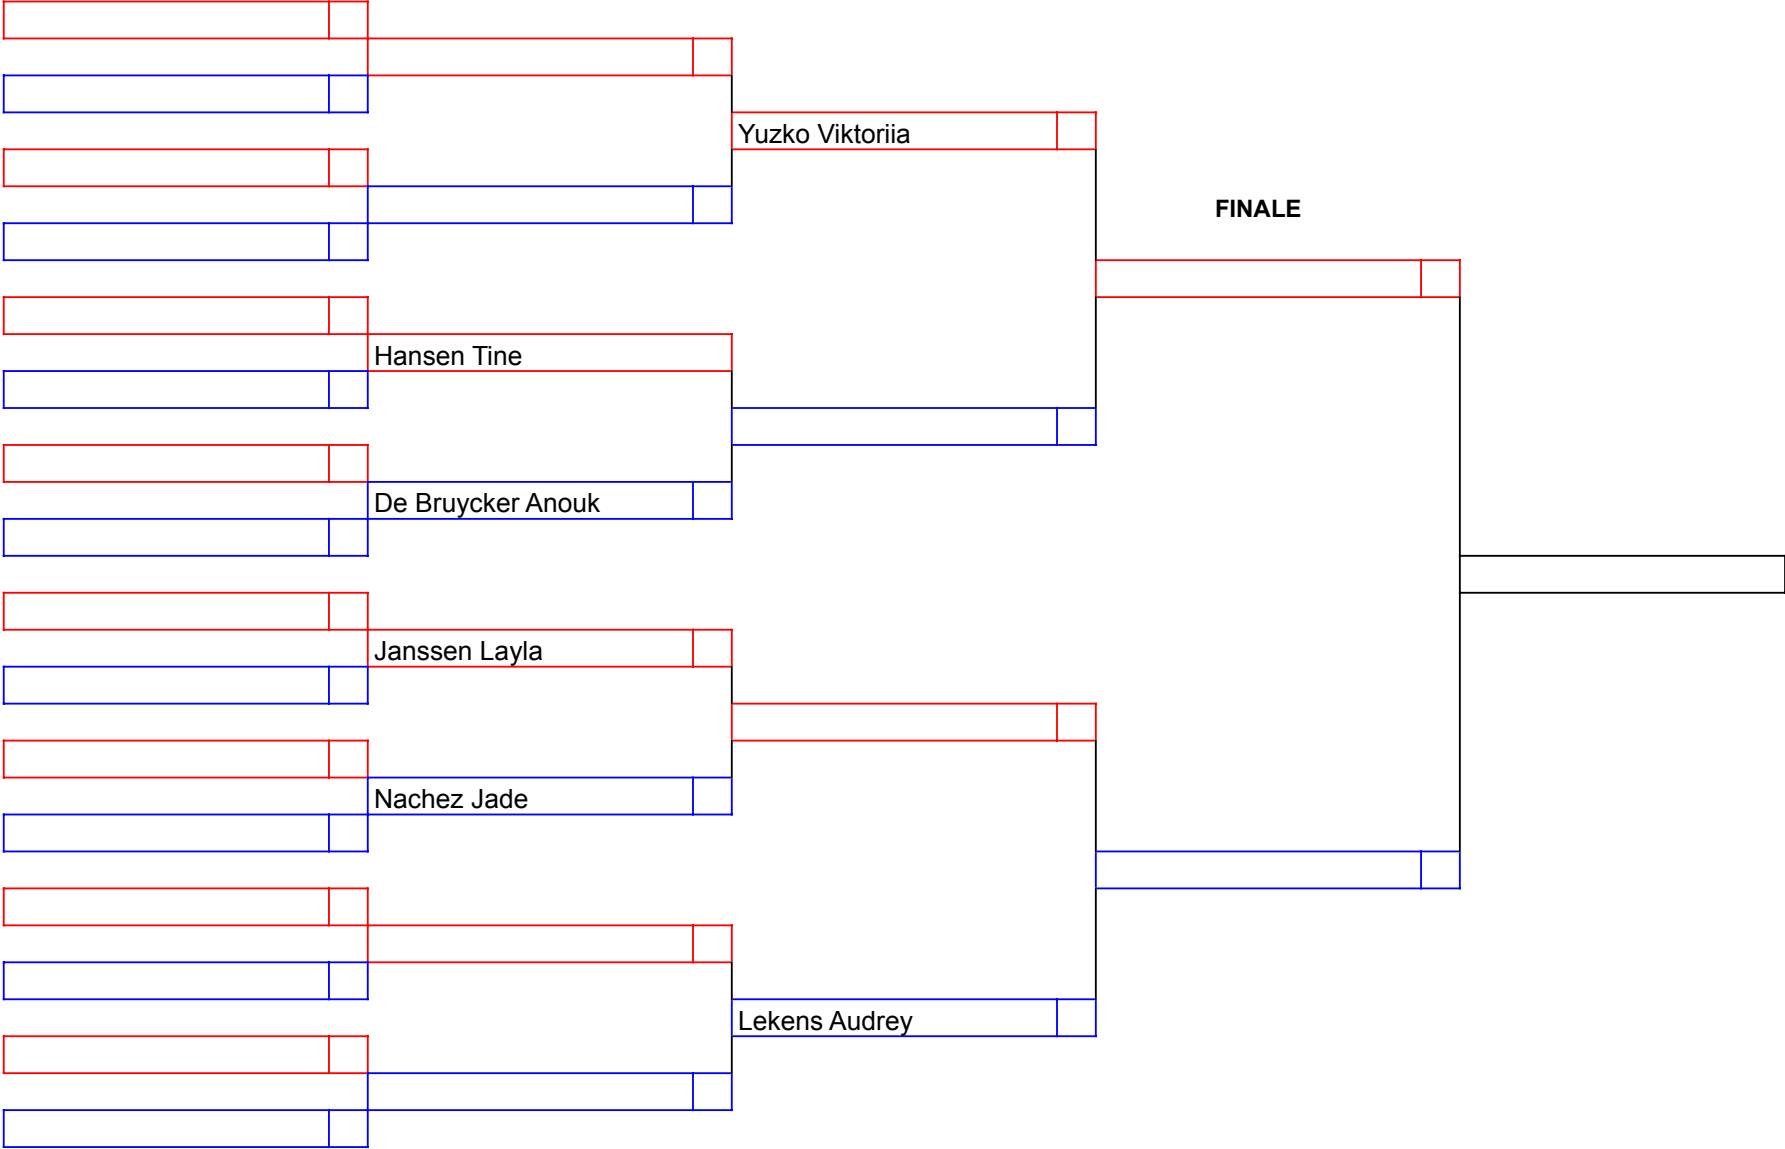 Yuzko Viktoriia
FINALE
Hansen Tine
De Bruycker Anouk
Janssen Layla
Nachez Jade
Lekens Audrey